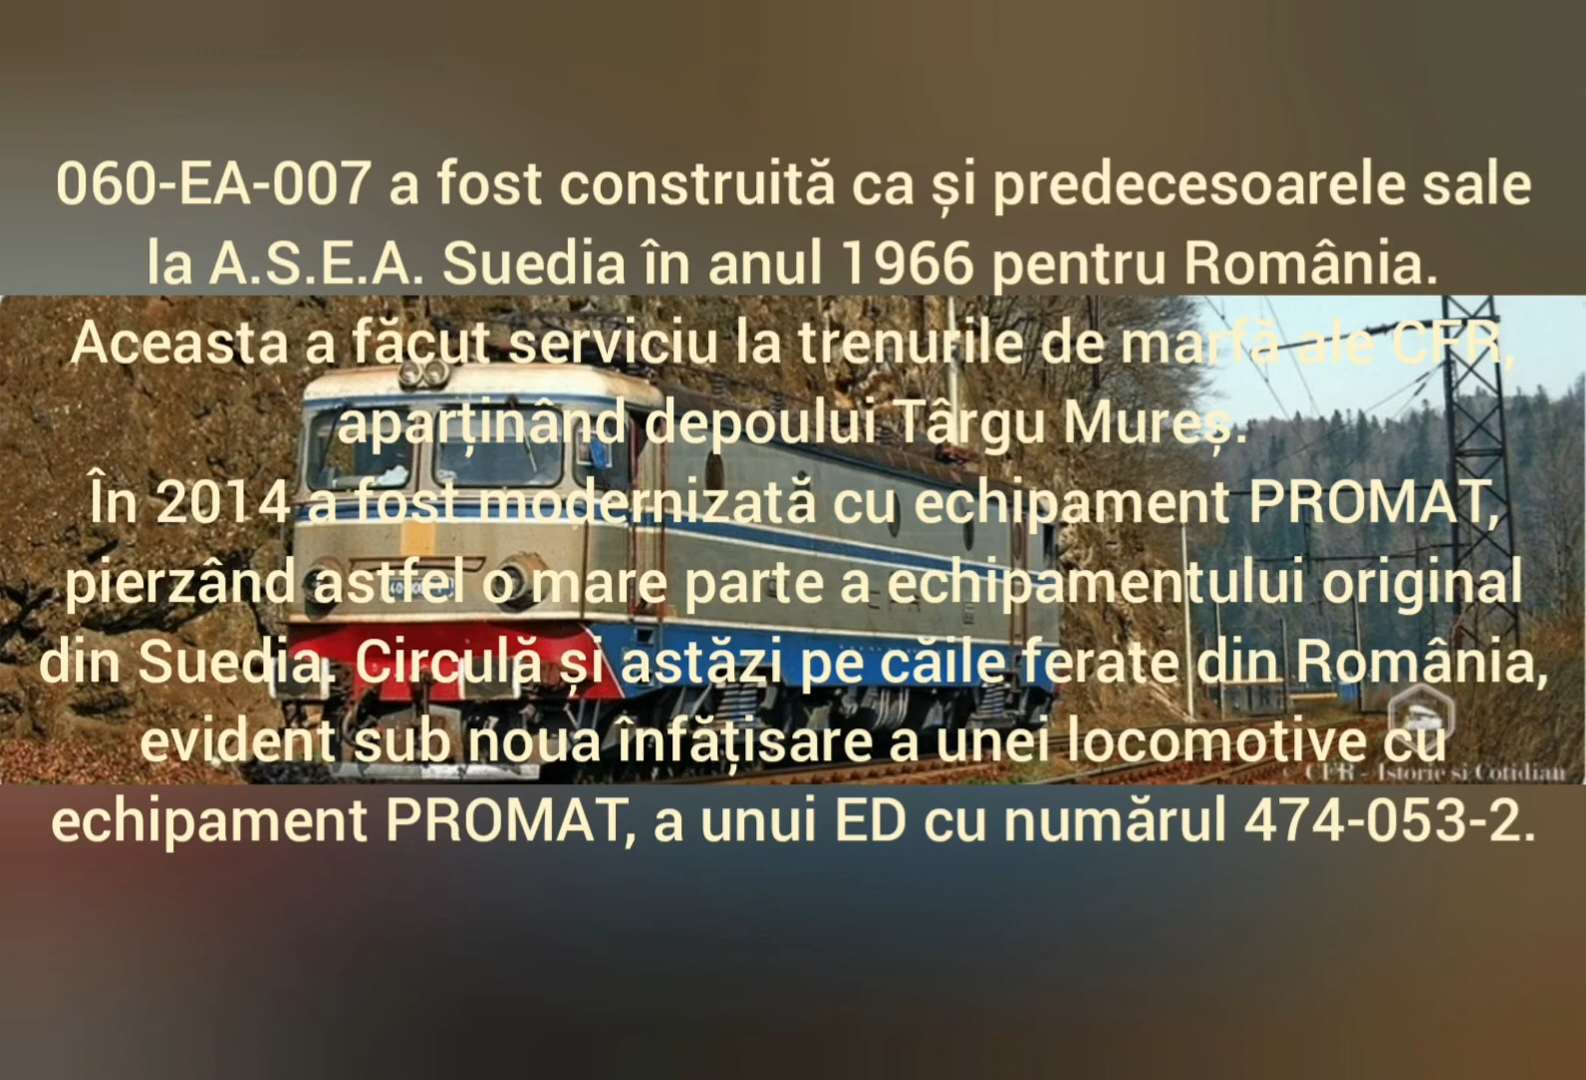 060-EA-007 a fost construită ca și predecesoarele sale
la A.S.E.A. Suedia în anul 1966 pentru România.
Aceasta a făcut serviciu la trenurile de marfă ale CFR,
aparținând depoului Târgu Mureș.
În 2014 a fost modernizată cu echipament PROMAT,
pierzând astfel o mare parte a echipamentului original
din Suedia. Circulă și astăzi pe căile ferate din România,
evident sub noua înfățisare a unei locomotive cu
CFR - Istorie si Cotidian
echipament PROMAT, a unui ED cu numărul 474-053-2.